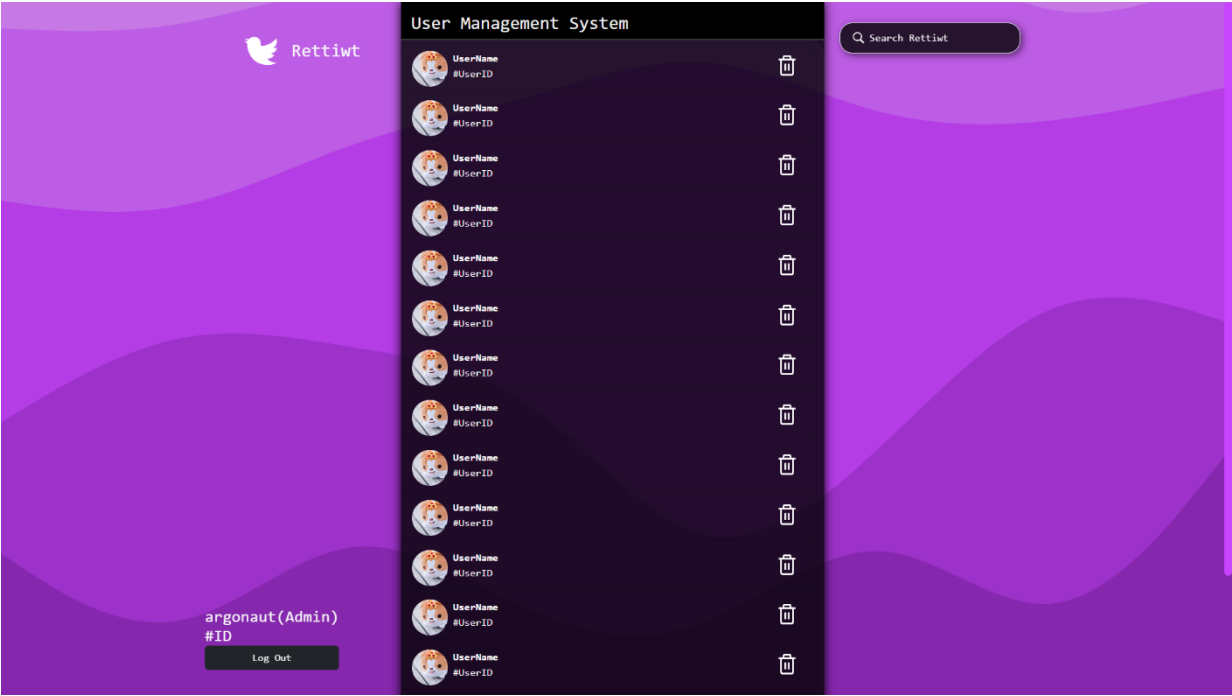 Rettiwt
argonaut(Admin)
#ID
Log Out
User Management System
UserName
#UserID
UserName
#UserID
UserName
#UserID
UserName
#UserID
UserName
#UserID
UserName
#UserID
UserName
#UserID
UserName
#UserID
UserName
#UserID
UserName
#UserID
UserName
#UserID
UserName
#UserID
UserName
#UserID
Search Rettiwt